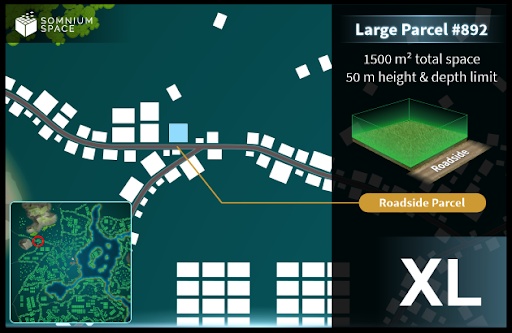 SOMNIUM
SPACE
Large Parcel #892
1500 m² total space
50 m height & depth limit
Roadside
Roadside Parcel
XL